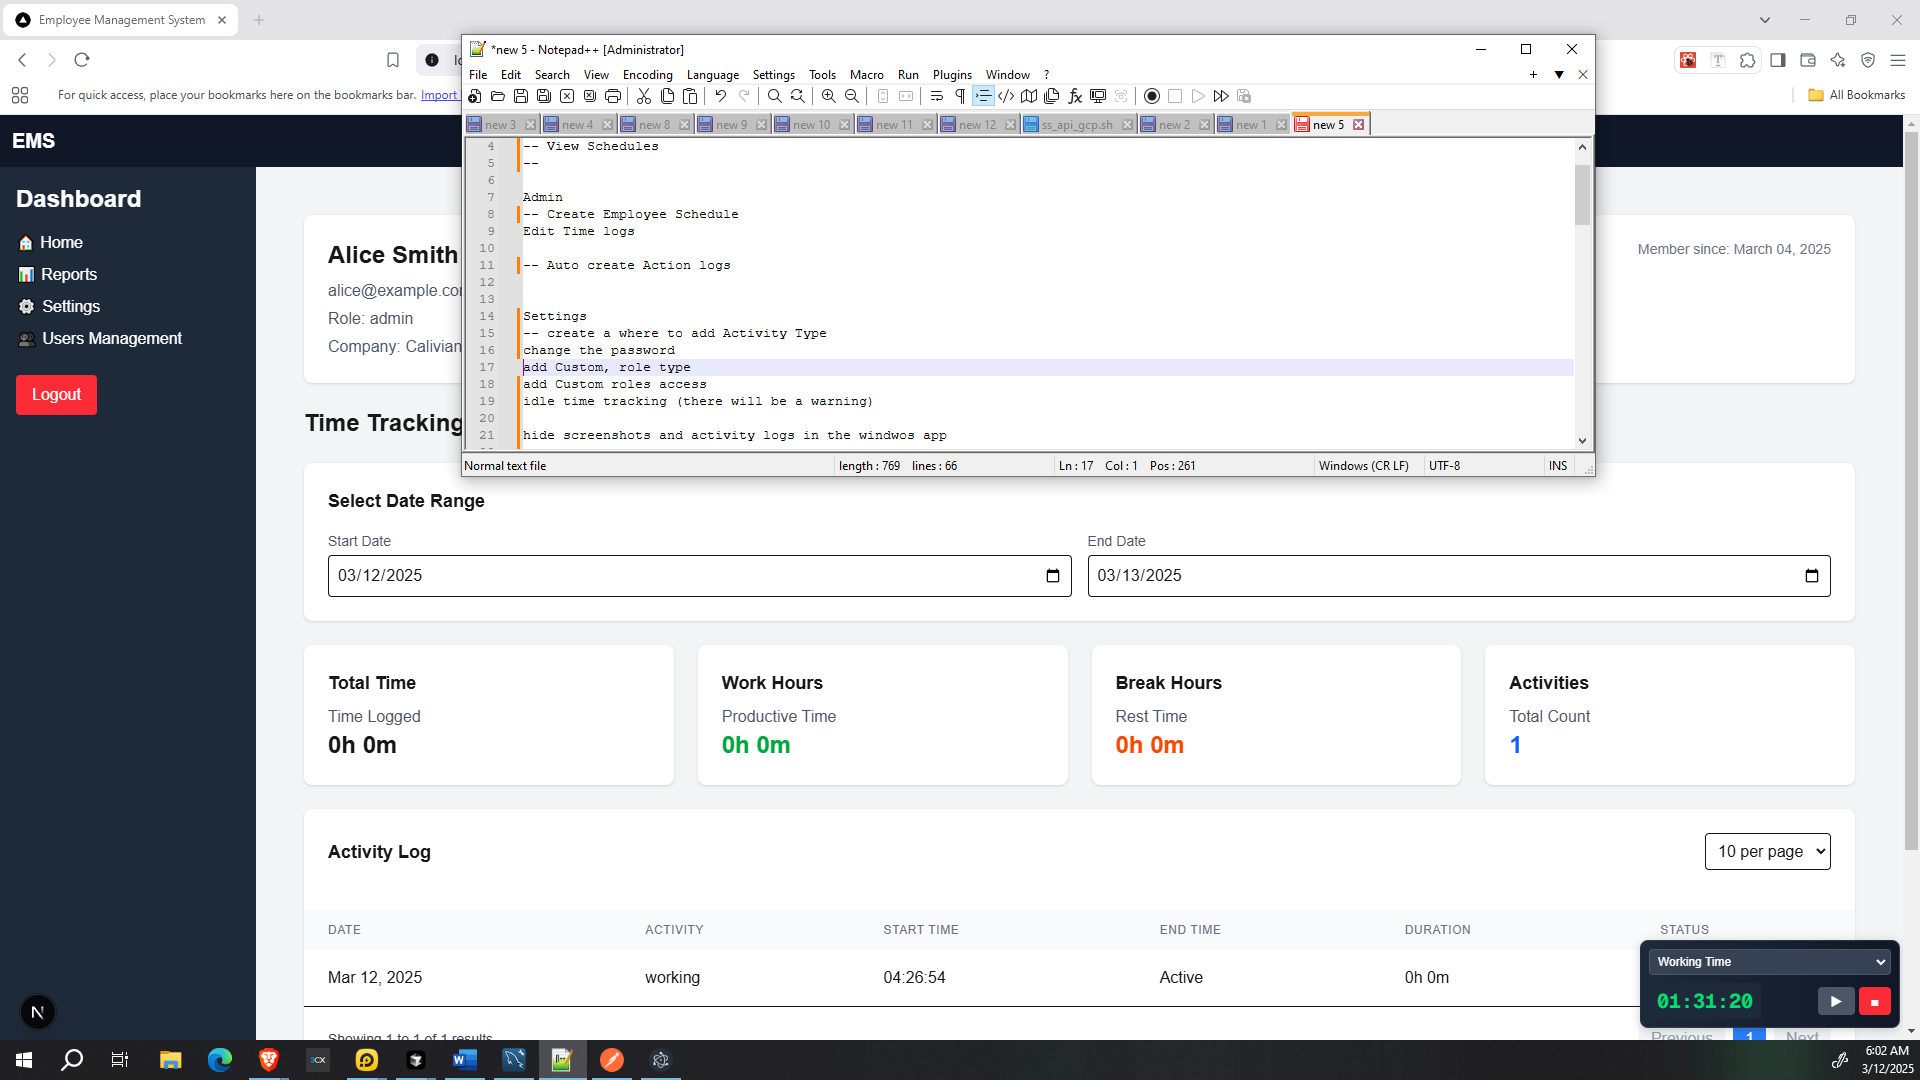 Employee Management System
For quick access, place your bookmarks here on the bookmarks bar. Import
All Bookmarks
*new 5 - Notepad++ [Administrator]
File Edit Search View Encoding Language Settings Tools Macro Run Plugins Window ?
new 3 new 4 new 8 new 9 new 10 new 11 new 12 ss_api_gcp.sh new 2 new 1 new 5
4 -- View Schedules
5 --
6
7 Admin
8 -- Create Employee Schedule
9 Edit Time logs
10
11 -- Auto create Action logs
12
13
14 Settings
15 -- create a where to add Activity Type
16 change the password
17 add Custom, role type
18 add Custom roles access
19 idle time tracking (there will be a warning)
20
21 hide screenshots and activity logs in the windwos app
Normal text file length : 769 lines : 66 Ln : 17 Col : 1 Pos : 261 Windows (CR LF) UTF-8 INS
EMS
Dashboard
Home
Reports
Settings
Users Management
Logout
Alice Smith
alice@example.co
Role: admin
Company: Calivian
Member since: March 04, 2025
Time Tracking
Select Date Range
Start Date
03/12/2025
End Date
03/13/2025
Total Time
Time Logged
0h 0m
Work Hours
Productive Time
0h 0m
Break Hours
Rest Time
0h 0m
Activities
Total Count
1
Activity Log
10 per page
DATE ACTIVITY START TIME END TIME DURATION STATUS
Mar 12, 2025 working 04:26:54 Active 0h 0m
Showing 1 to 1 of 1 results
Previous 1 Next
Working Time
01:31:20
N
6:02 AM
3/12/2025